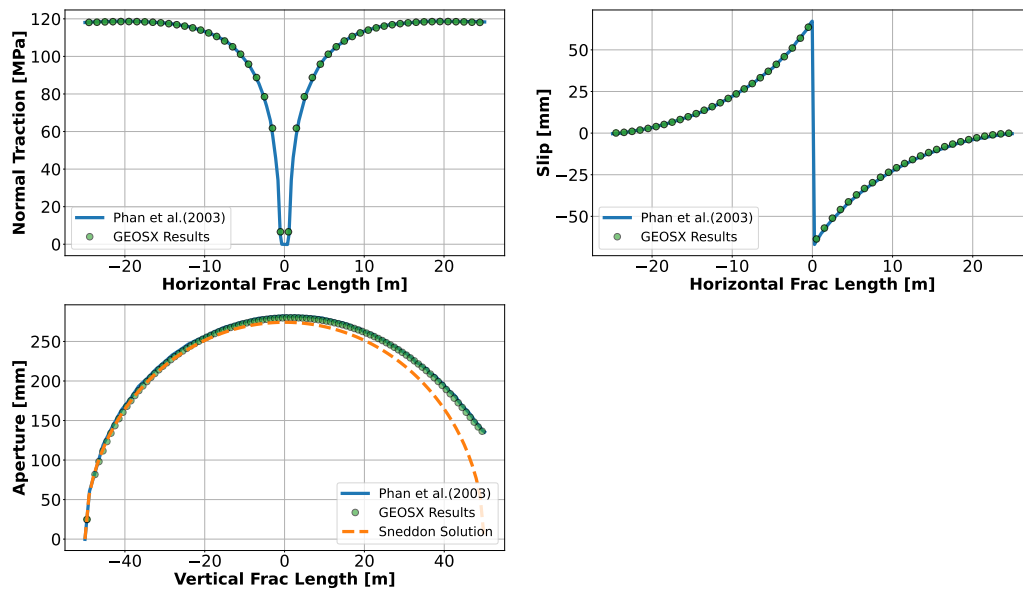 120
100
80
60
40
20
0
Normal Traction [MPa]
Phan et al.(2003)
GEOSX Results
−20
−10
0
10
20
Horizontal Frac Length [m]
50
25
0
−25
−50
Slip [mm]
Phan et al.(2003)
GEOSX Results
−20
−10
0
10
20
Horizontal Frac Length [m]
250
200
150
100
50
0
Aperture [mm]
Phan et al.(2003)
GEOSX Results
Sneddon Solution
−40
−20
0
20
40
Vertical Frac Length [m]